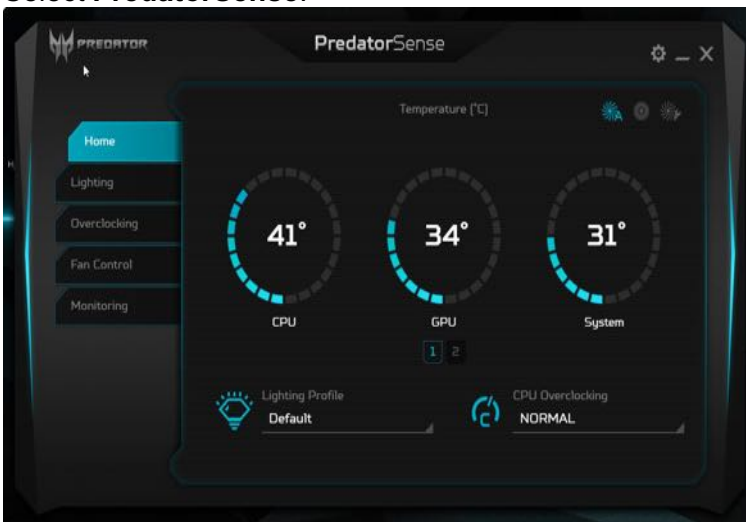 Select PredatorSense.
PREDATOR
PredatorSense
Temperature (°C)
Home
Lighting
Overclocking
Fan Control
Monitoring
41°
34°
31°
CPU
GPU
System
1 2
Lighting Profile
Default
CPU Overclocking
NORMAL